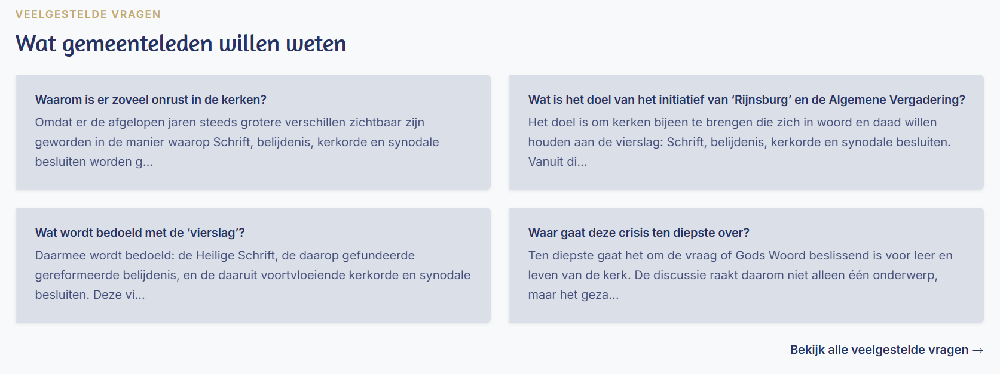 VEELGESTELDE VRAGEN
Wat gemeenteleden willen weten
Waarom is er zoveel onrust in de kerken?
Omdat er de afgelopen jaren steeds grotere verschillen zichtbaar zijn
geworden in de manier waarop Schrift, belijdenis, kerkorde en synodale
besluiten worden g...
Wat is het doel van het initiatief van ‘Rijnsburg’ en de Algemene Vergadering?
Het doel is om kerken bijeen te brengen die zich in woord en daad willen
houden aan de vierslag: Schrift, belijdenis, kerkorde en synodale besluiten.
Vanuit di...
Wat wordt bedoeld met de ‘vierslag’?
Daarmee wordt bedoeld: de Heilige Schrift, de daarop gefundeerde
gereformeerde belijdenis, en de daaruit voortvloeiende kerkorde en synodale
besluiten. Deze vi...
Waar gaat deze crisis ten diepste over?
Ten diepste gaat het om de vraag of Gods Woord beslissend is voor leer en
leven van de kerk. De discussie raakt daarom niet alleen één onderwerp,
maar het geza...
Bekijk alle veelgestelde vragen →